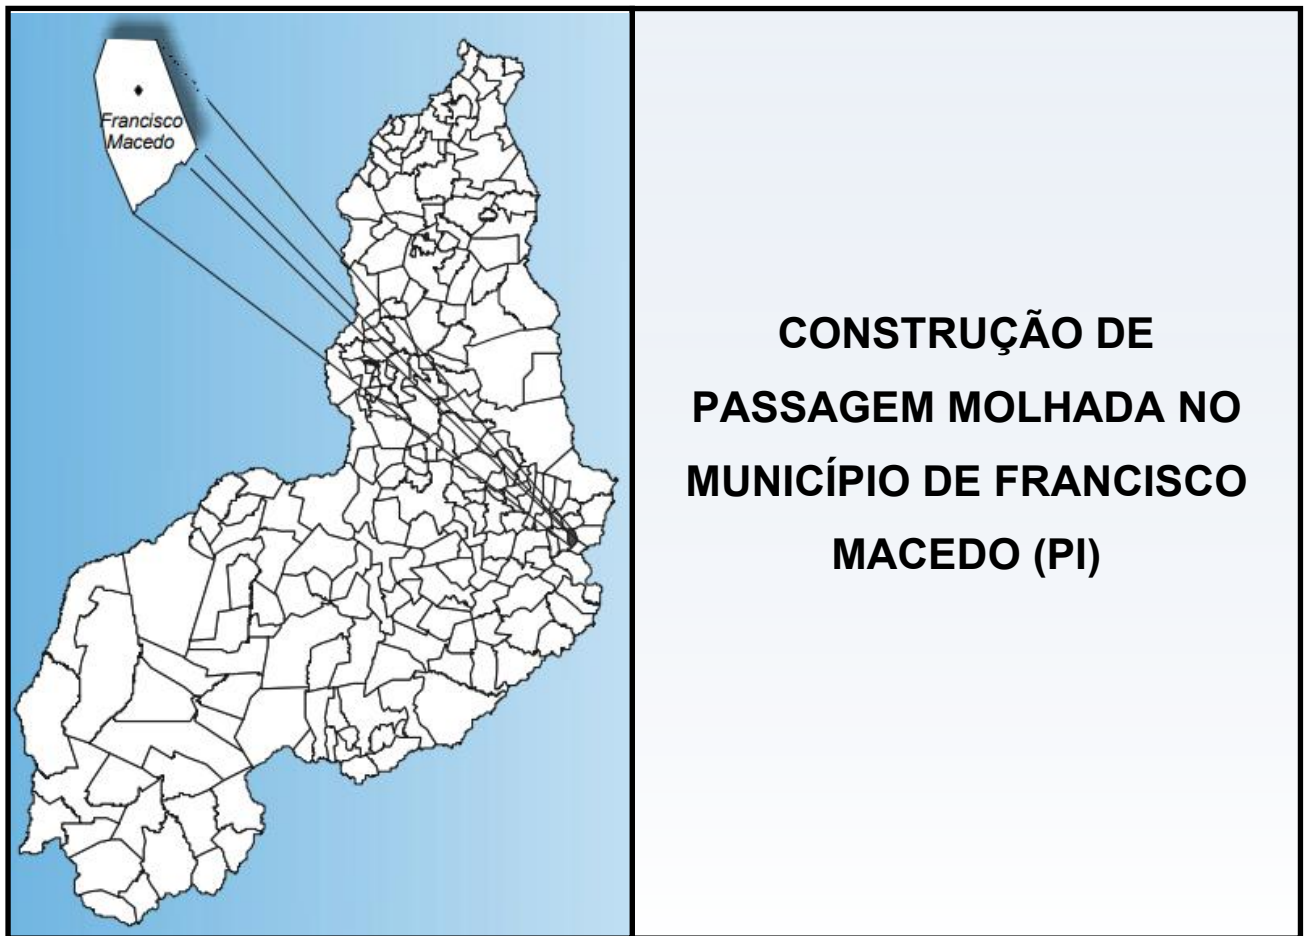 Francisco
Macedo
CONSTRUÇÃO DE
PASSAGEM MOLHADA NO
MUNICÍPIO DE FRANCISCO
MACEDO (PI)